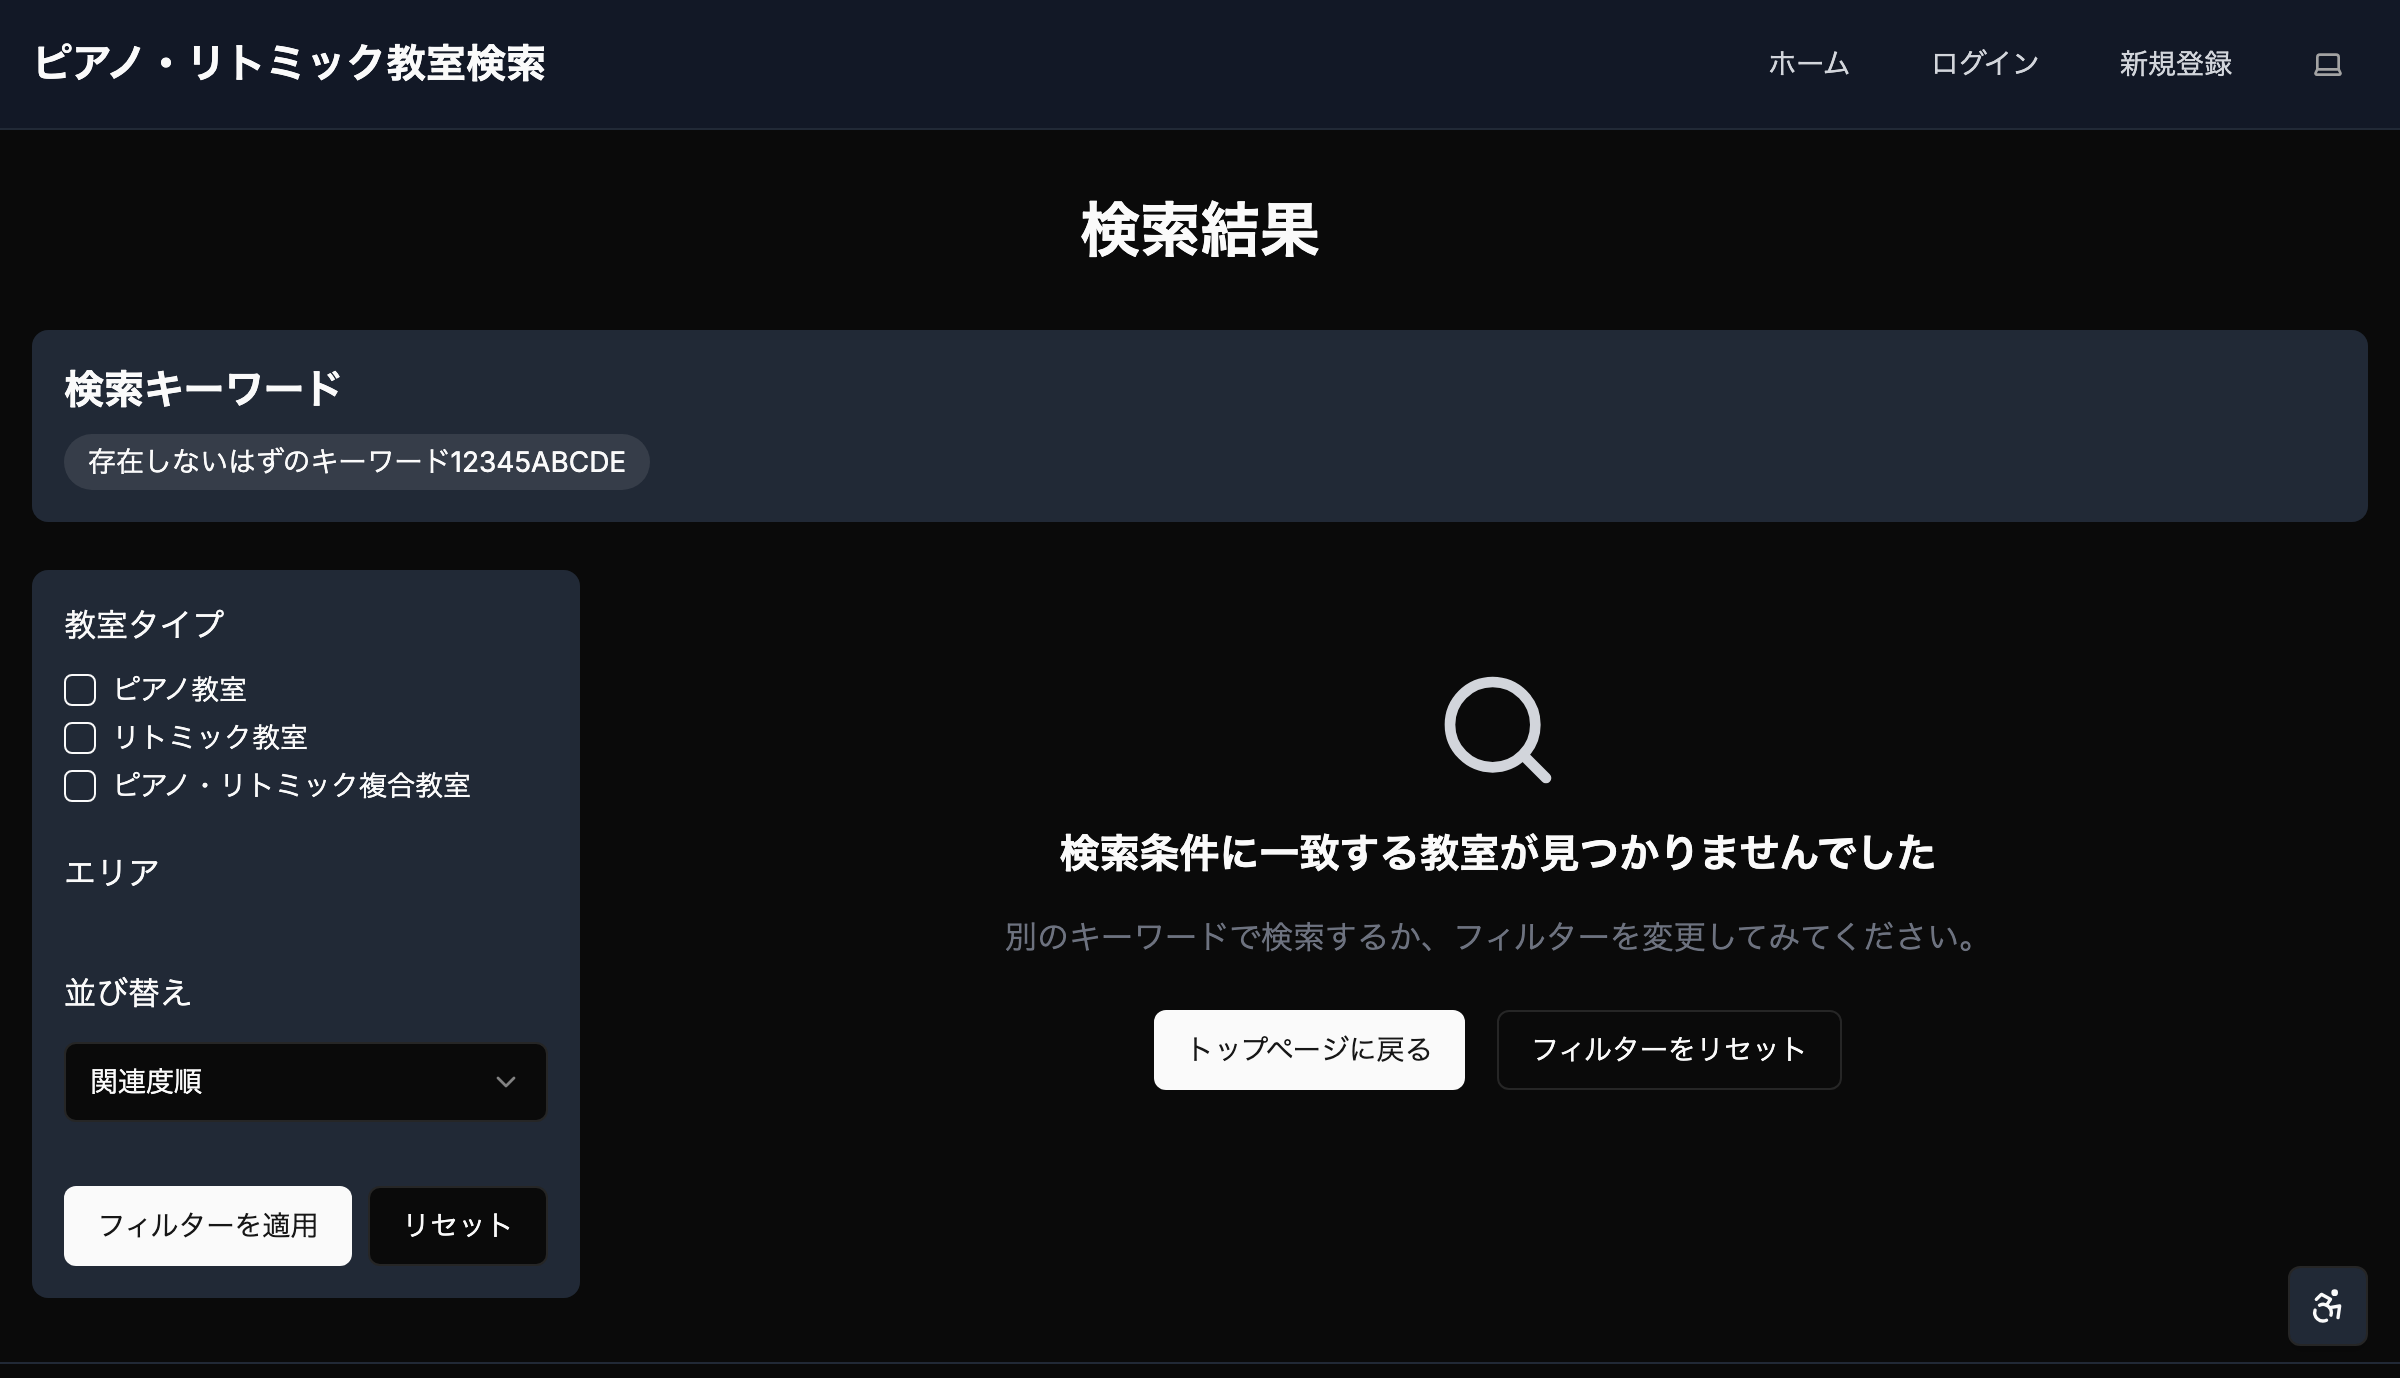 ピアノ・リトミック教室検索
ホーム
ログイン
新規登録
検索結果
検索キーワード
存在しないはずのキーワード12345ABCDE
教室タイプ
ピアノ教室
リトミック教室
ピアノ・リトミック複合教室
エリア
並び替え
関連度順
フィルターを適用
リセット
検索条件に一致する教室が見つかりませんでした
別のキーワードで検索するか、フィルターを変更してみてください。
トップページに戻る
フィルターをリセット